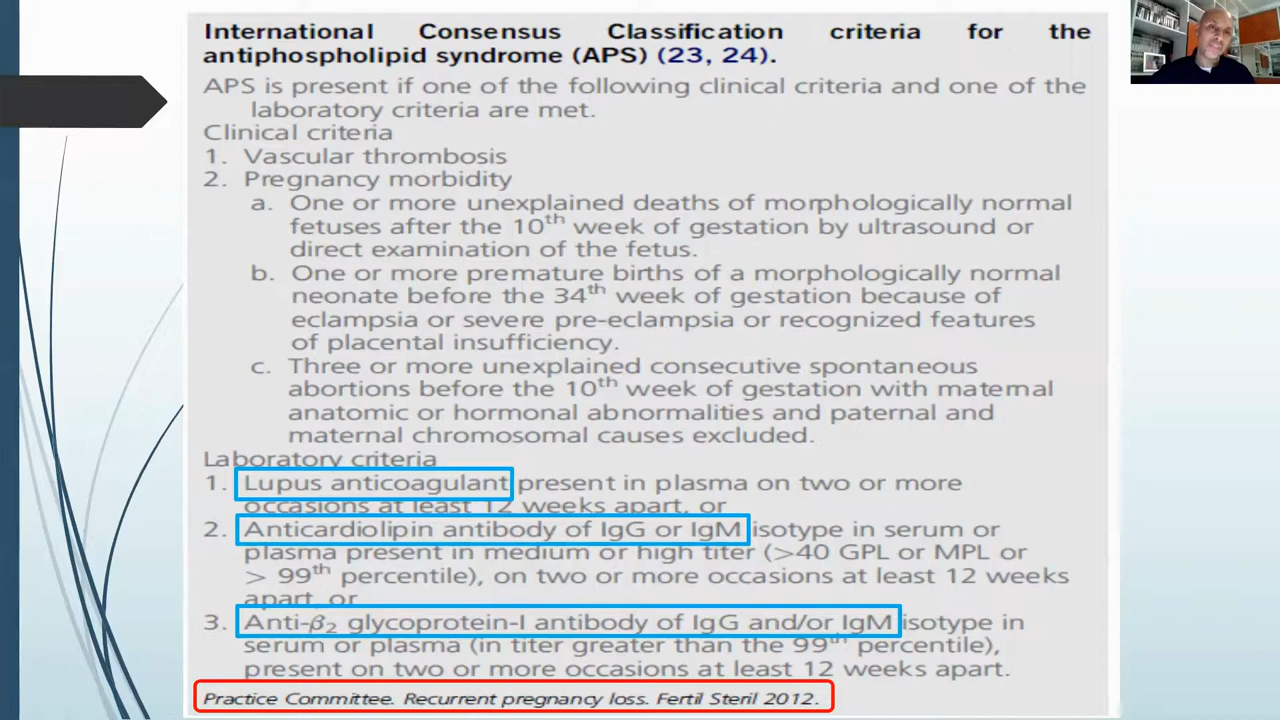 International Consensus Classification criteria for the
antiphospholipid syndrome (APS) (23, 24).
APS is present if one of the following clinical criteria and one of the
laboratory criteria are met.
Clinical criteria
1. Vascular thrombosis
2. Pregnancy morbidity
a. One or more unexplained deaths of morphologically normal
fetuses after the 10th week of gestation by ultrasound or
direct examination of the fetus.
b. One or more premature births of a morphologically normal
neonate before the 34th week of gestation because of
eclampsia or severe pre-eclampsia or recognized features
of placental insufficiency.
c. Three or more unexplained consecutive spontaneous
abortions before the 10th week of gestation with maternal
anatomic or hormonal abnormalities and paternal and
maternal chromosomal causes excluded.
Laboratory criteria
1. Lupus anticoagulant present in plasma on two or more
occasions at least 12 weeks apart, or
2. Anticardiolipin antibody of IgG or IgM isotype in serum or
plasma present in medium or high titer (>40 GPL or MPL or
> 99th percentile), on two or more occasions at least 12 weeks
apart, or
3. Anti-β2 glycoprotein-I antibody of IgG and/or IgM isotype in
serum or plasma (in titer greater than the 99th percentile),
present on two or more occasions at least 12 weeks apart.
Practice Committee. Recurrent pregnancy loss. Fertil Steril 2012.